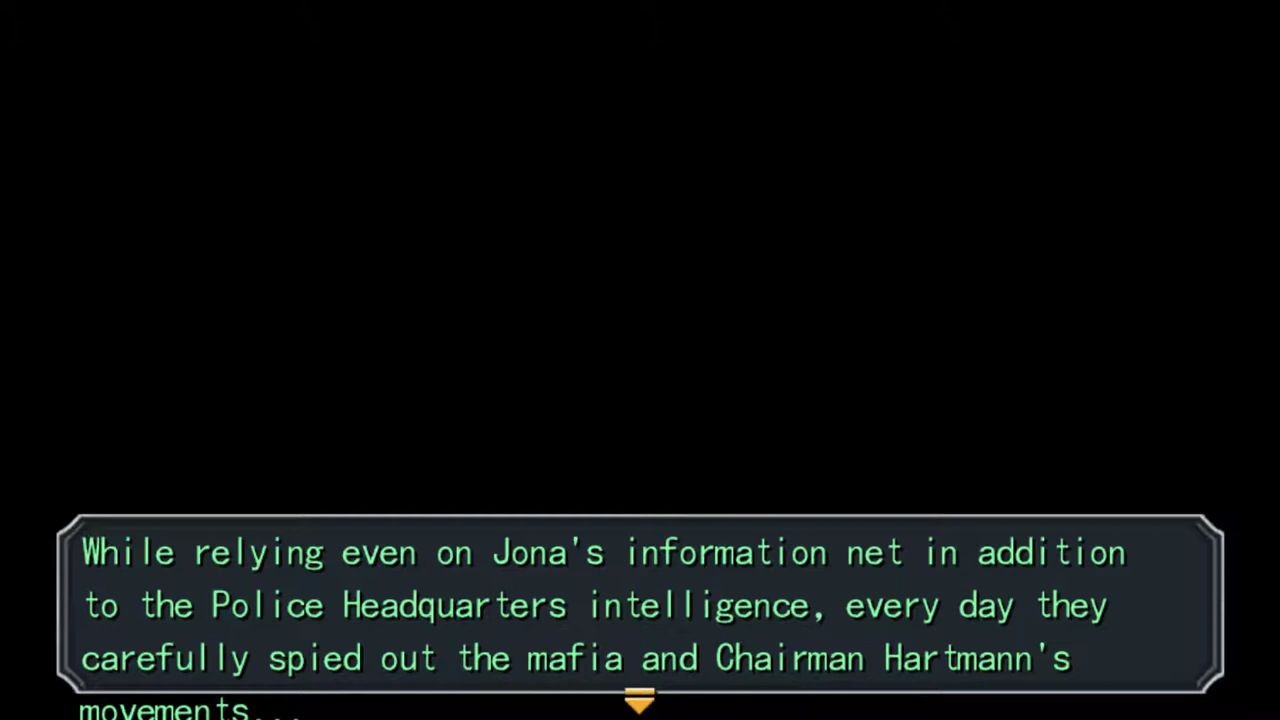 While relying even on Jona's information net in addition
to the Police Headquarters intelligence, every day they
carefully spied out the mafia and Chairman Hartmann's
movements...